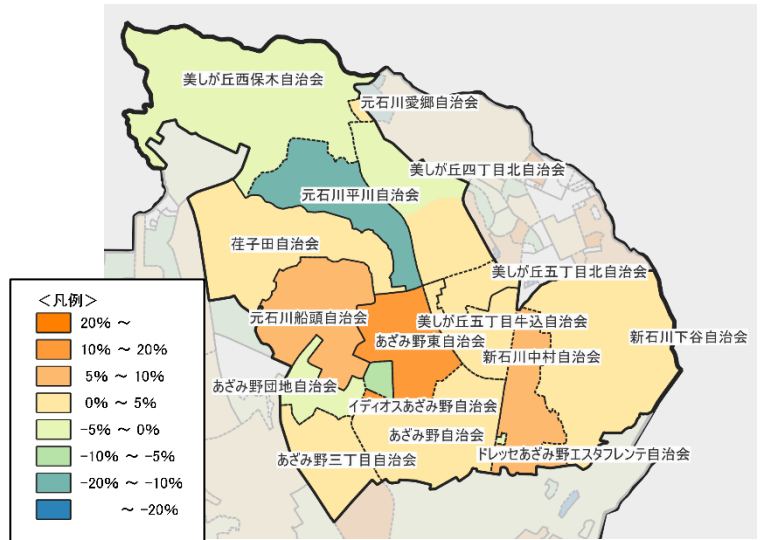 美しが丘西保木自治会
元石川愛郷自治会
美しが丘四丁目北自治会
元石川平川自治会
荏子田自治会
美しが丘五丁目北自治会
元石川船頭自治会
美しが丘五丁目牛込自治会
あざみ野東自治会
新石川下谷自治会
新石川中村自治会
あざみ野団地自治会
イディオスあざみ野自治会
あざみ野自治会
ドレッセあざみ野エスタフレンテ自治会
あざみ野三丁目自治会
<凡例>
20% ~
10% ~ 20%
5% ~ 10%
0% ~ 5%
-5% ~ 0%
-10% ~ -5%
-20% ~ -10%
~ -20%